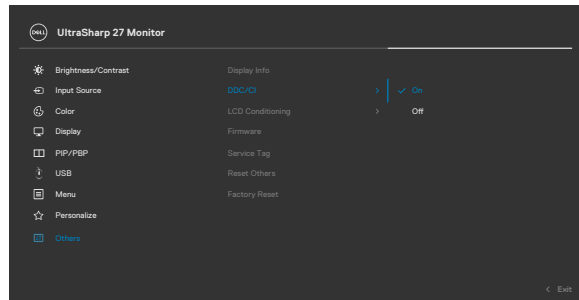 DELL UltraSharp 27 Monitor
Brightness/Contrast Display Info
Input Source DDC/CI > ✓ On
Color LCD Conditioning > Off
Display Firmware
PIP/PBP Service Tag
USB Reset Others
Menu Factory Reset
Personalize
Others
< Exit